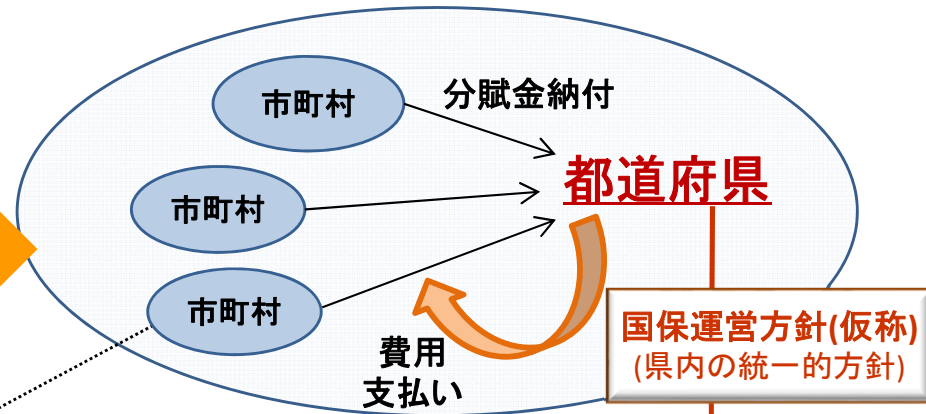 市町村
分賦金納付
都道府県
市町村
市町村
費用
支払い
国保運営方針(仮称)
(県内の統一的方針)